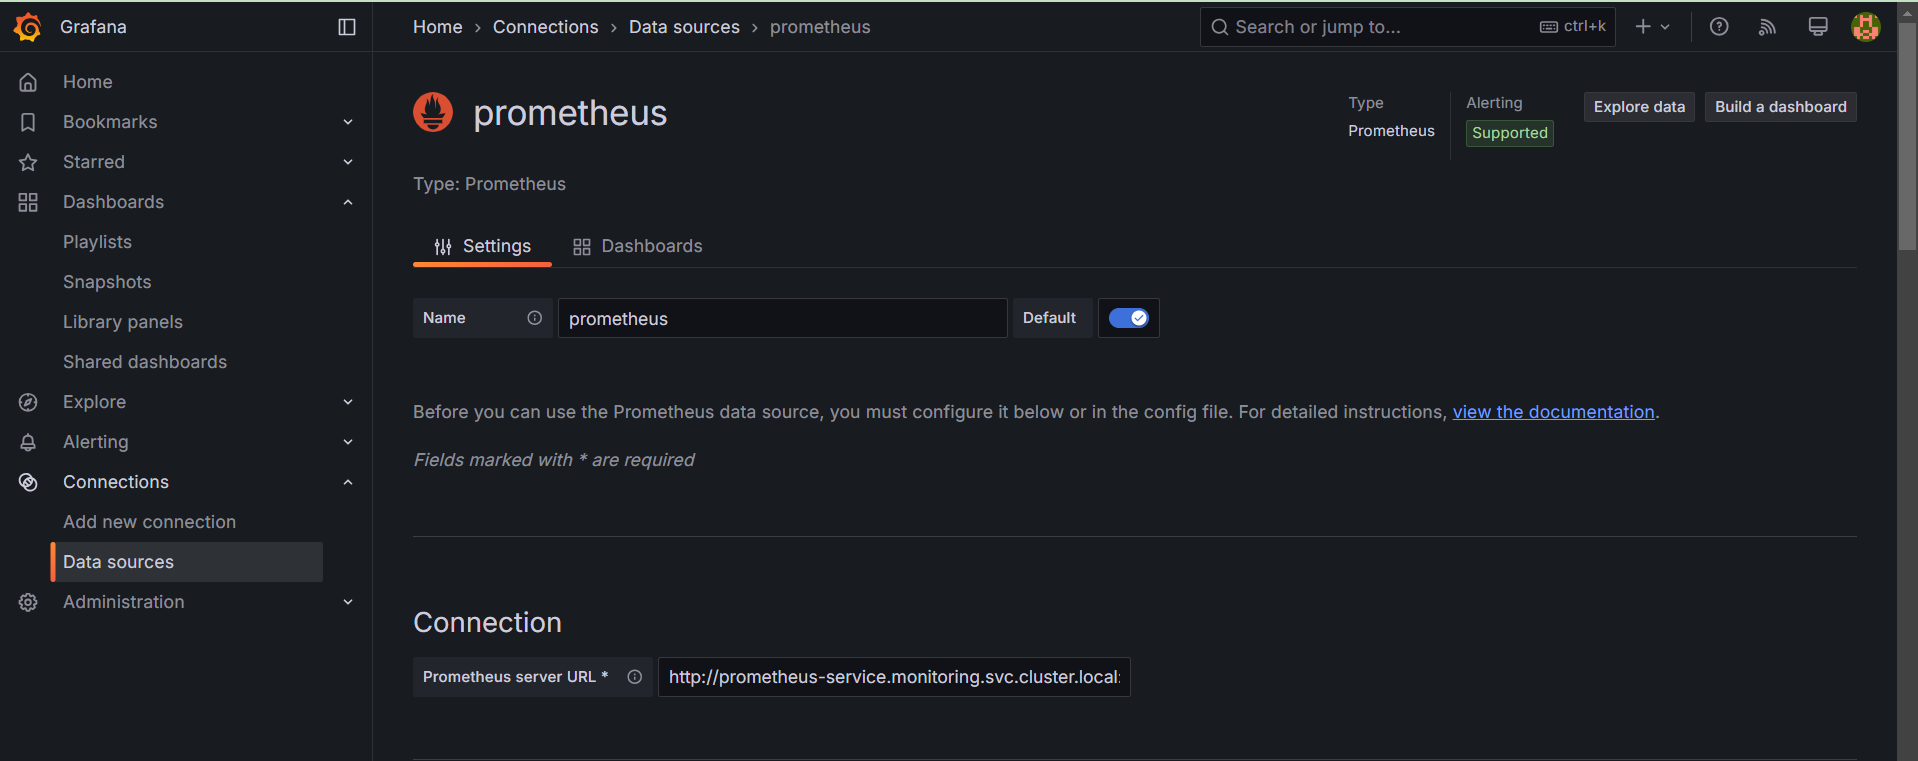 Grafana
Home › Connections › Data sources › prometheus
Search or jump to...
ctrl+k
Home
Bookmarks
Starred
Dashboards
Playlists
Snapshots
Library panels
Shared dashboards
Explore
Alerting
Connections
Add new connection
Data sources
Administration
prometheus
Type
Prometheus
Alerting
Supported
Explore data
Build a dashboard
Type: Prometheus
Settings
Dashboards
Name
prometheus
Default
Before you can use the Prometheus data source, you must configure it below or in the config file. For detailed instructions, view the documentation.
Fields marked with * are required
Connection
Prometheus server URL *
http://prometheus-service.monitoring.svc.cluster.local: